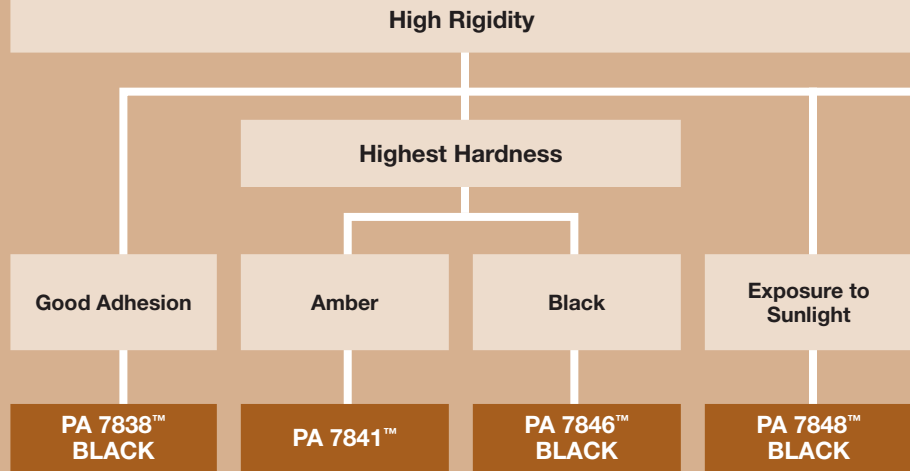 High Rigidity
Highest Hardness
Good Adhesion
Amber
Black
Exposure to
Sunlight
PA 7838™
BLACK
PA 7841™
PA 7846™
BLACK
PA 7848™
BLACK